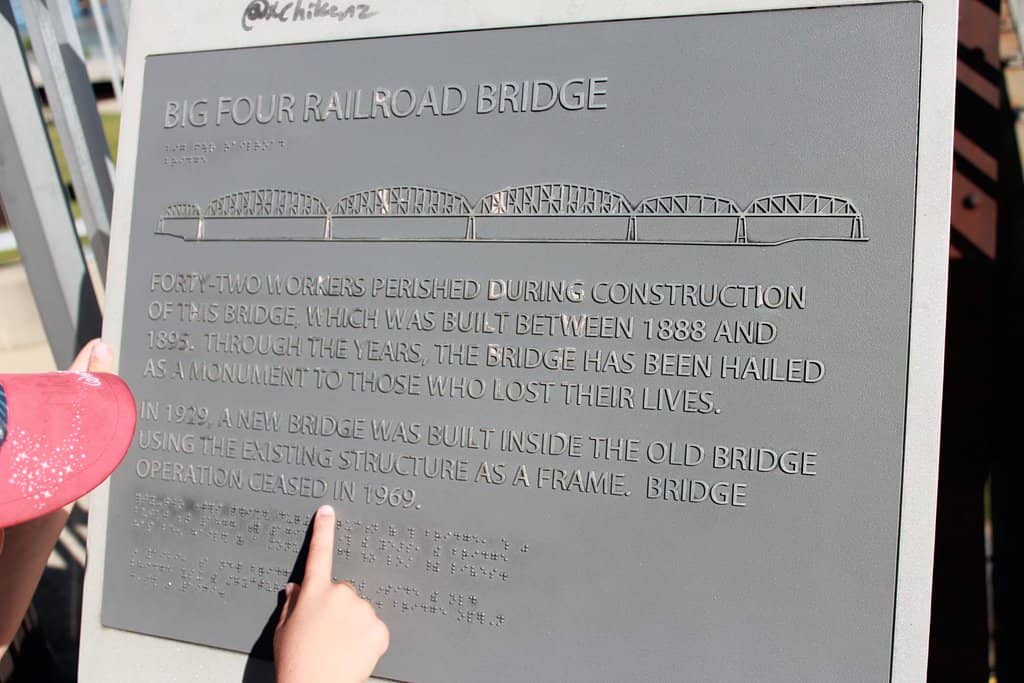 BIG FOUR RAILROAD BRIDGE
FORTY-TWO WORKERS PERISHED DURING CONSTRUCTION
OF THIS BRIDGE, WHICH WAS BUILT BETWEEN 1888 AND
1895. THROUGH THE YEARS, THE BRIDGE HAS BEEN HAILED
AS A MONUMENT TO THOSE WHO LOST THEIR LIVES.
IN 1929, A NEW BRIDGE WAS BUILT INSIDE THE OLD BRIDGE
USING THE EXISTING STRUCTURE AS A FRAME. BRIDGE
OPERATION CEASED IN 1969.